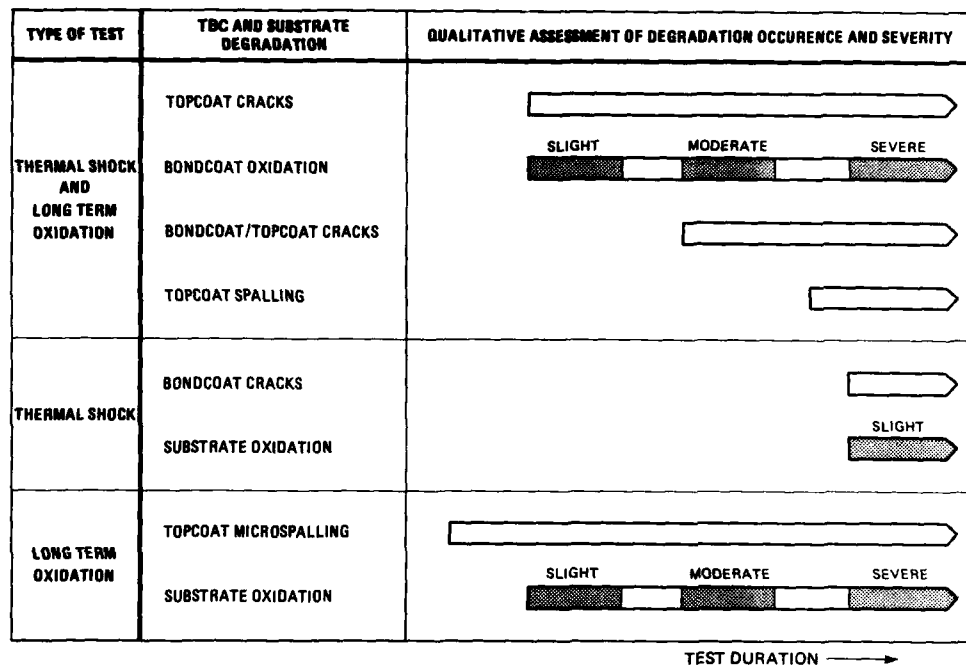 TYPE OF TEST
TBC AND SUBSTRATE
DEGRADATION
QUALITATIVE ASSESSMENT OF DEGRADATION OCCURENCE AND SEVERITY
THERMAL SHOCK
AND
LONG TERM
OXIDATION
TOPCOAT CRACKS
SLIGHT MODERATE SEVERE
BONDCOAT OXIDATION
BONDCOAT/TOPCOAT CRACKS
TOPCOAT SPALLING
THERMAL SHOCK
BONDCOAT CRACKS
SLIGHT
SUBSTRATE OXIDATION
LONG TERM
OXIDATION
TOPCOAT MICROSPALLING
SLIGHT MODERATE SEVERE
SUBSTRATE OXIDATION
TEST DURATION